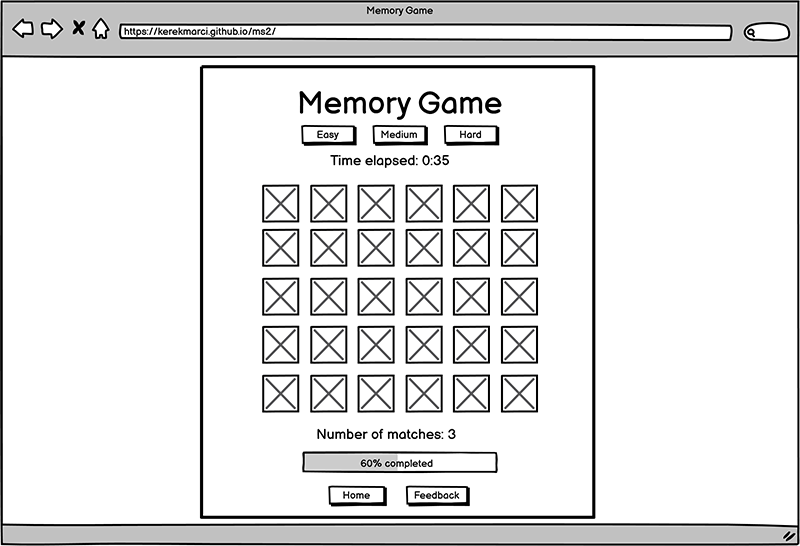 Memory Game
https://kerekmarci.github.io/ms2/
Memory Game
Easy Medium Hard
Time elapsed: 0:35
Number of matches: 3
60% completed
Home Feedback